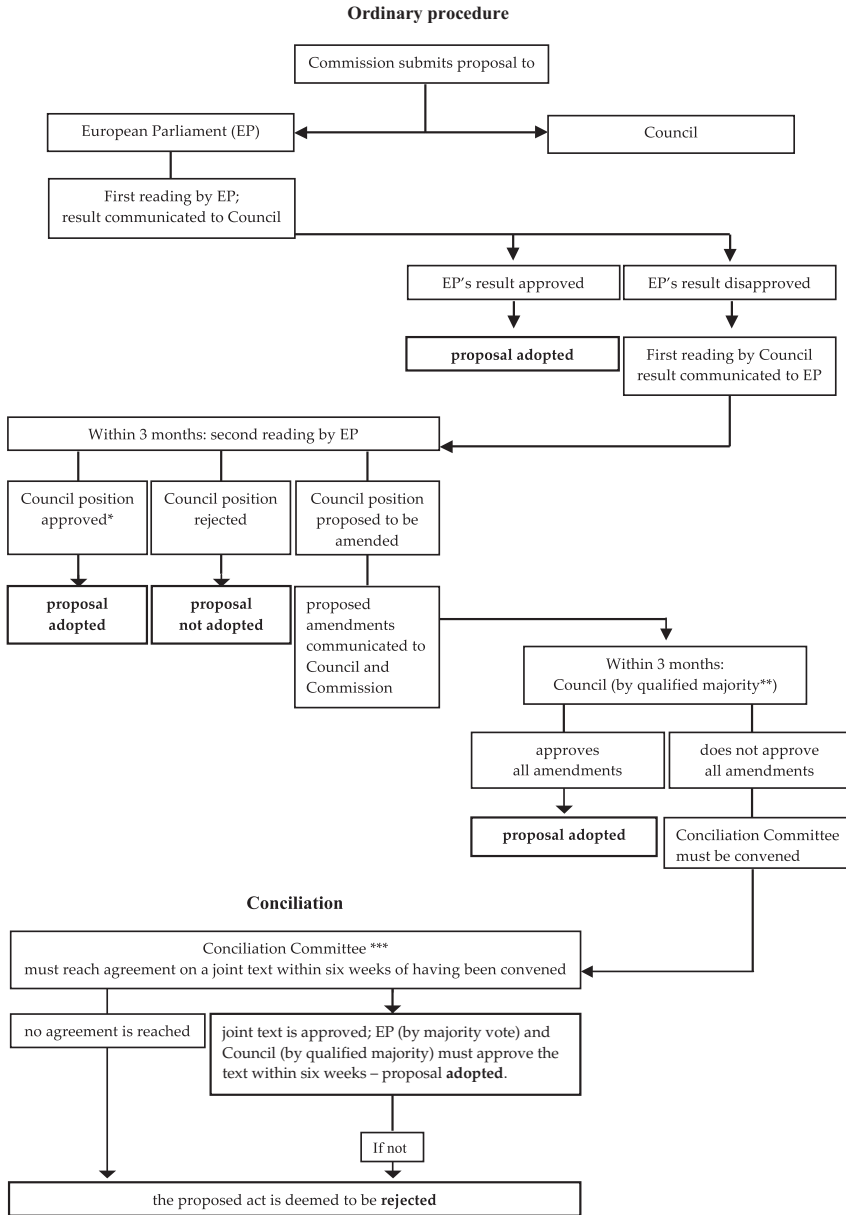 Ordinary procedure
Commission submits proposal to
European Parliament (EP)
Council
First reading by EP;
result communicated to Council
EP’s result approved
EP’s result disapproved
proposal adopted
First reading by Council
result communicated to EP
Within 3 months: second reading by EP
Council position
approved*
Council position
rejected
Council position
proposed to be
amended
proposal
adopted
proposal
not adopted
proposed
amendments
communicated to
Council and
Commission
Within 3 months:
Council (by qualified majority**)
approves
all amendments
does not approve
all amendments
proposal adopted
Conciliation Committee
must be convened
Conciliation
Conciliation Committee ***
must reach agreement on a joint text within six weeks of having been convened
no agreement is reached
joint text is approved; EP (by majority vote) and
Council (by qualified majority) must approve the
text within six weeks – proposal adopted.
If not
the proposed act is deemed to be rejected